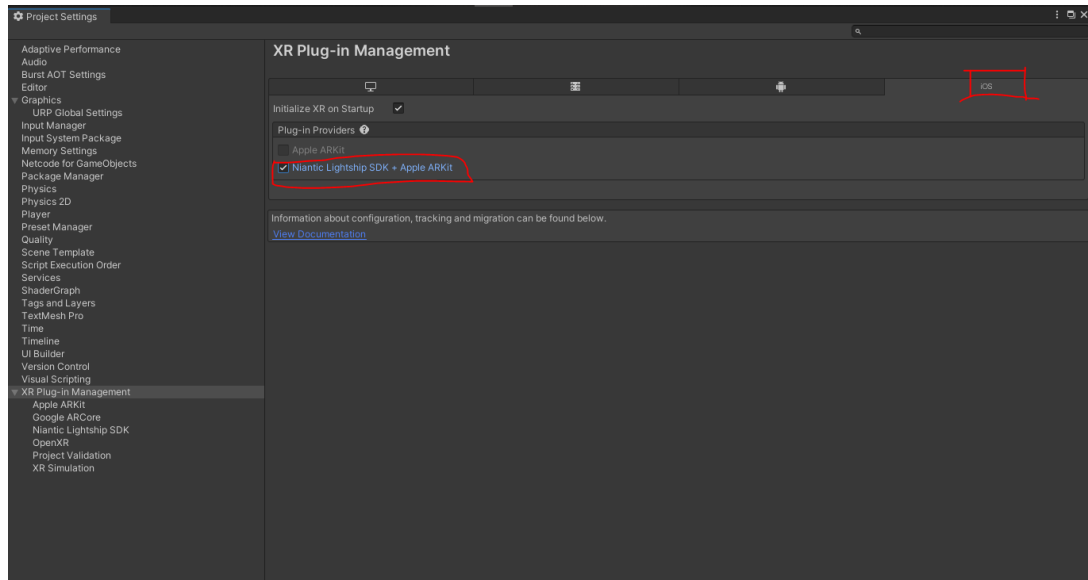 Project Settings
Adaptive Performance
Audio
Burst AOT Settings
Editor
Graphics
URP Global Settings
Input Manager
Input System Package
Memory Settings
Netcode for GameObjects
Package Manager
Physics
Physics 2D
Player
Preset Manager
Quality
Scene Template
Script Execution Order
Services
ShaderGraph
Tags and Layers
TextMesh Pro
Time
Timeline
UI Builder
Version Control
Visual Scripting
XR Plug-in Management
Apple ARKit
Google ARCore
Niantic Lightship SDK
OpenXR
Project Validation
XR Simulation
XR Plug-in Management
iOS
Initialize XR on Startup
Plug-in Providers
Apple ARKit
Niantic Lightship SDK + Apple ARKit
Information about configuration, tracking and migration can be found below.
View Documentation